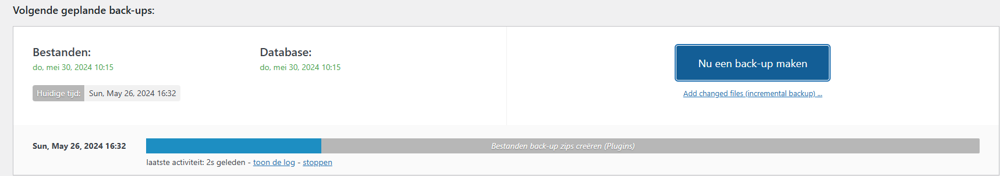 Volgende geplande back-ups:
Bestanden:
do, mei 30, 2024 10:15
Database:
do, mei 30, 2024 10:15
Huidige tijd: Sun, May 26, 2024 16:32
Nu een back-up maken
Add changed files (incremental backup) ...
Sun, May 26, 2024 16:32
Bestanden back-up zips creëren (Plugins)
laatste activiteit: 2s geleden - toon de log - stoppen